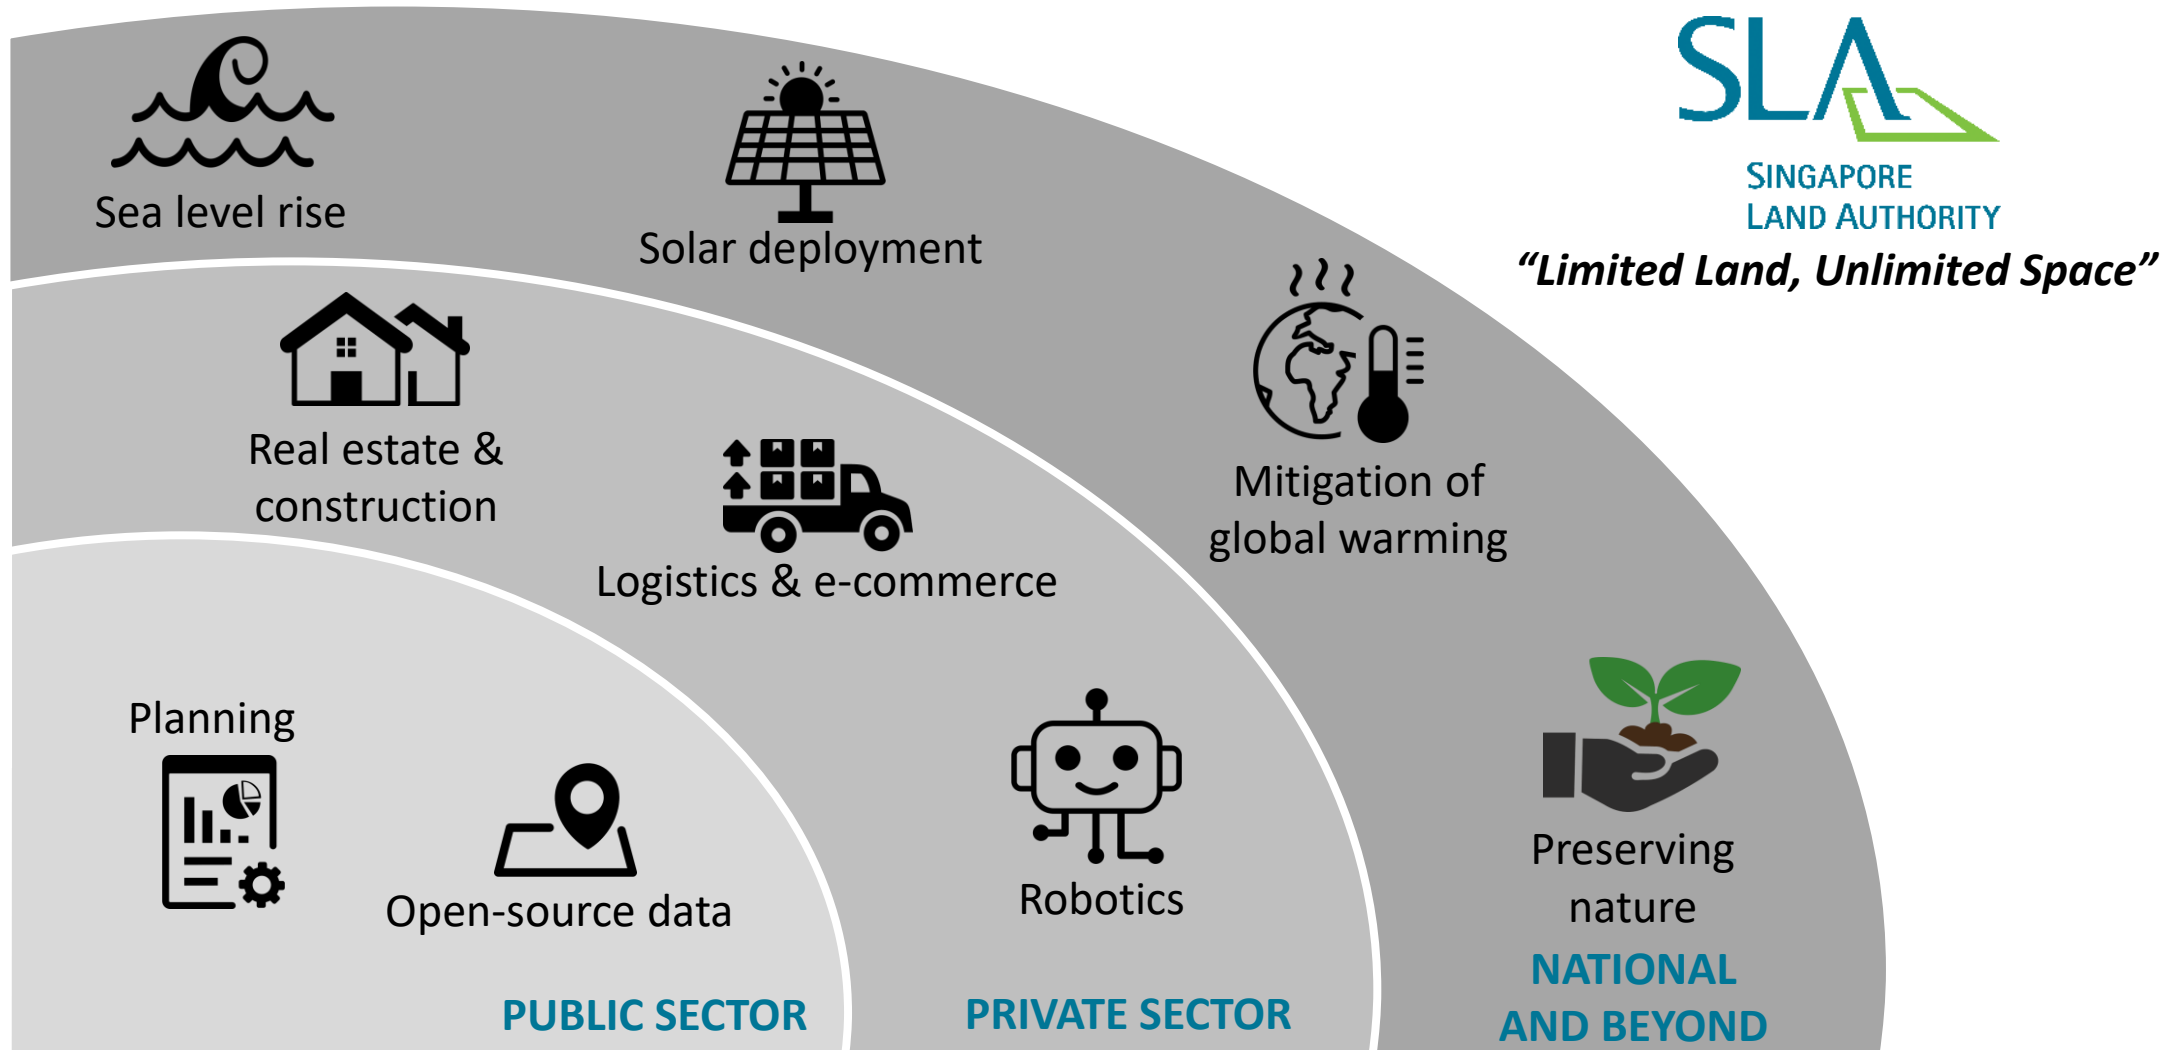 SLA
SINGAPORE
LAND AUTHORITY
“Limited Land, Unlimited Space”
Sea level rise
Solar deployment
Mitigation of
global warming
Preserving
nature
NATIONAL
AND BEYOND
Real estate &
construction
Logistics & e-commerce
Robotics
PRIVATE SECTOR
Planning
Open-source data
PUBLIC SECTOR